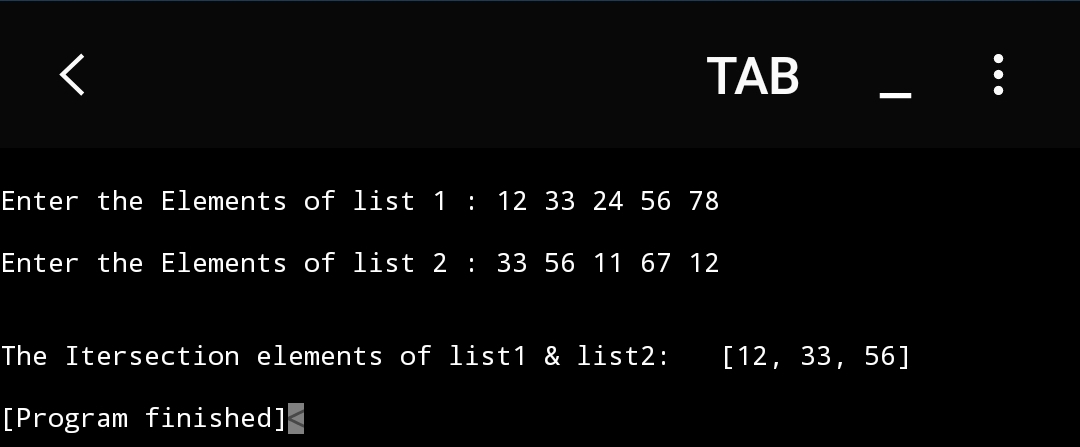 TAB _
Enter the Elements of list 1 : 12 33 24 56 78
Enter the Elements of list 2 : 33 56 11 67 12
The Itersection elements of list1 & list2:   [12, 33, 56]
[Program finished]<